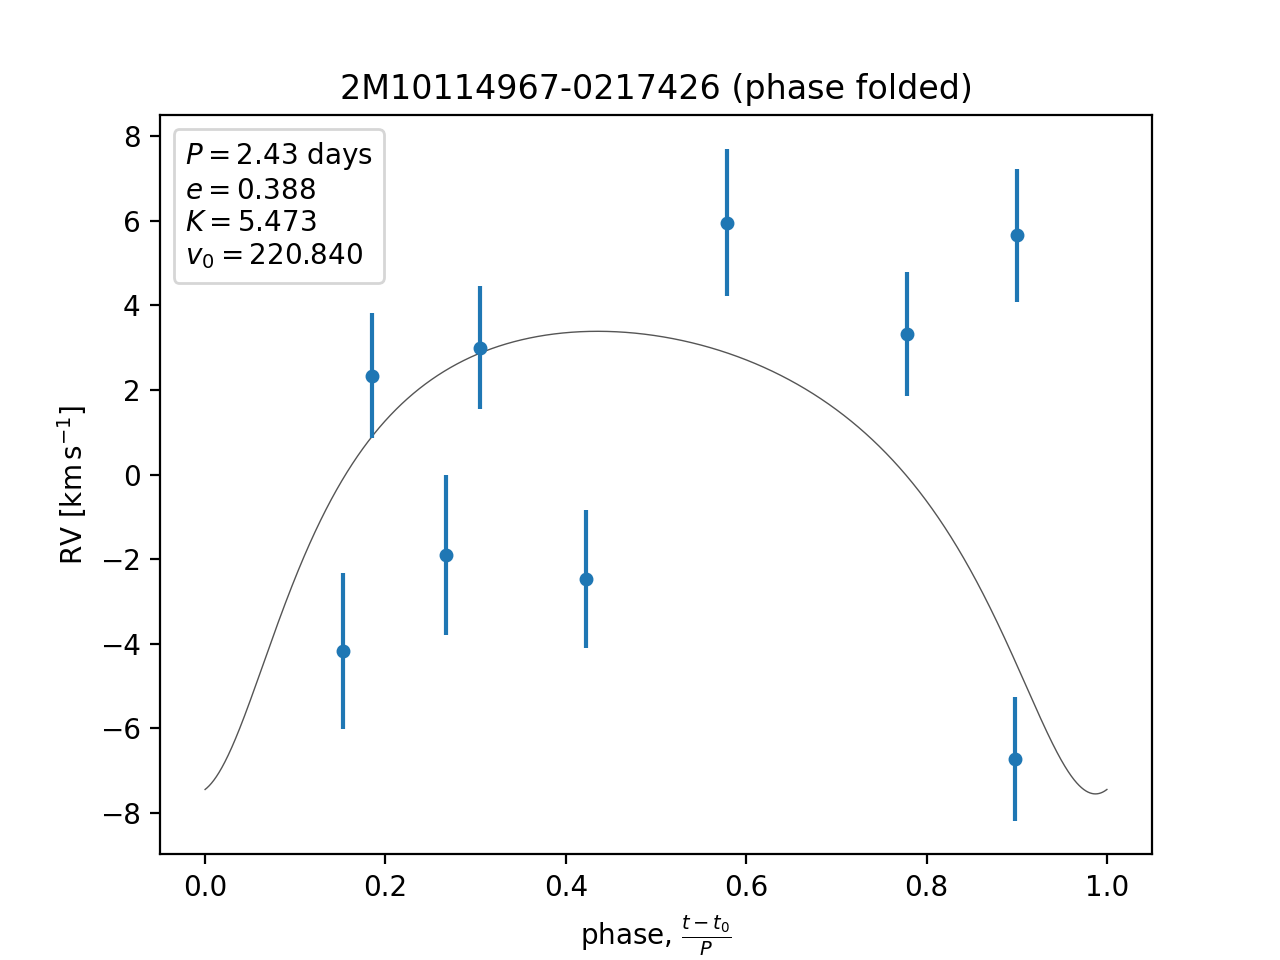 2M10114967-0217426 (phase folded)
P = 2.43 days
e = 0.388
K = 5.473
v₀ = 220.840
8
6
4
2
0
−2
−4
−6
−8
RV [km s⁻¹]
0.0 0.2 0.4 0.6 0.8 1.0
phase, (t − t₀)/P